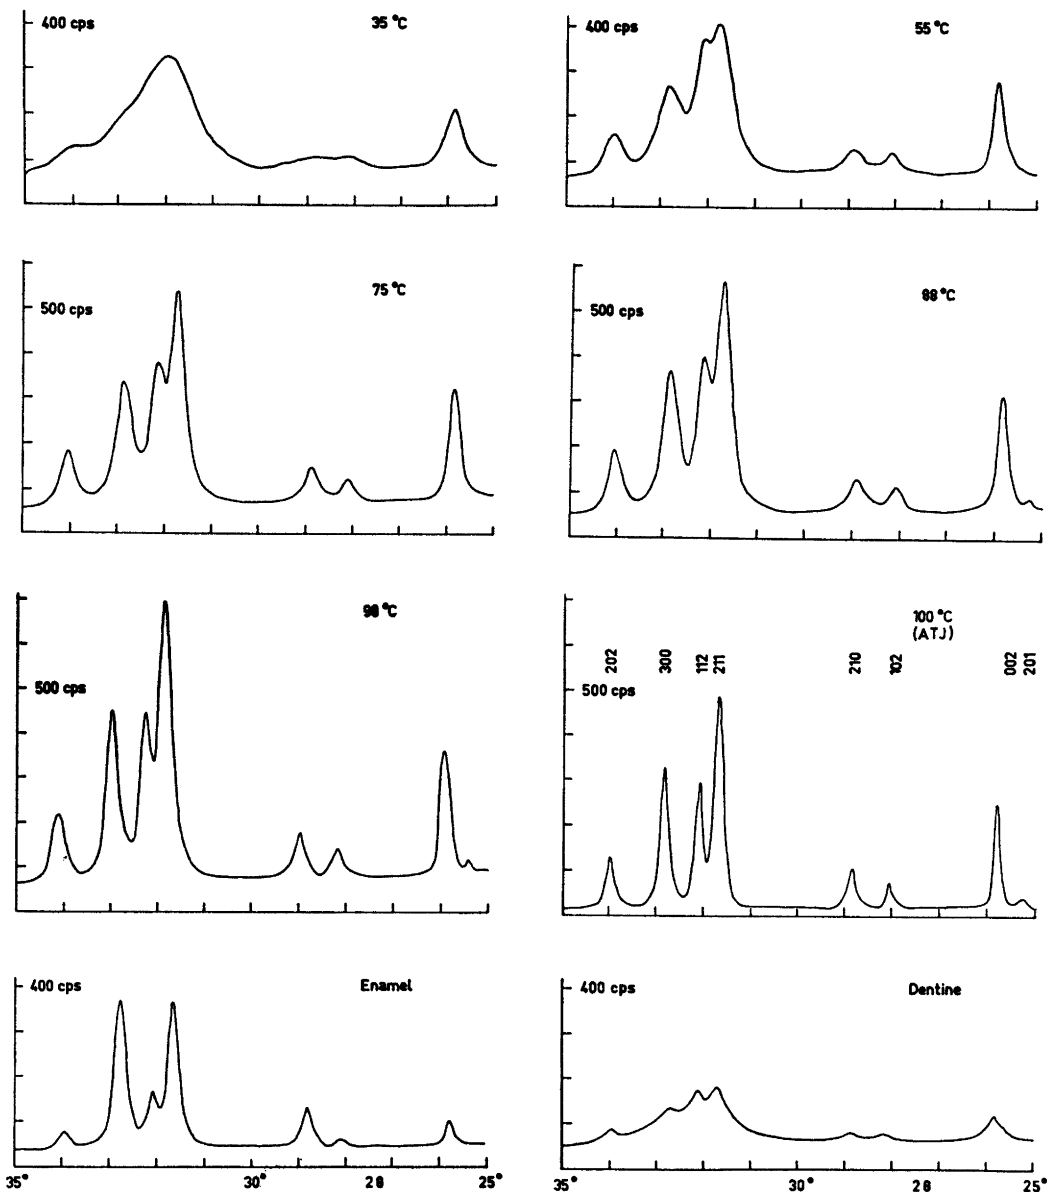 400 cps
35 °C
400 cps
55 °C
500 cps
75 °C
500 cps
88 °C
500 cps
98 °C
500 cps
100 °C
(ATJ)
202
300
112
211
210
102
002
201
400 cps
Enamel
400 cps
Dentine
35° 30° 2θ 25°
35° 30° 2θ 25°